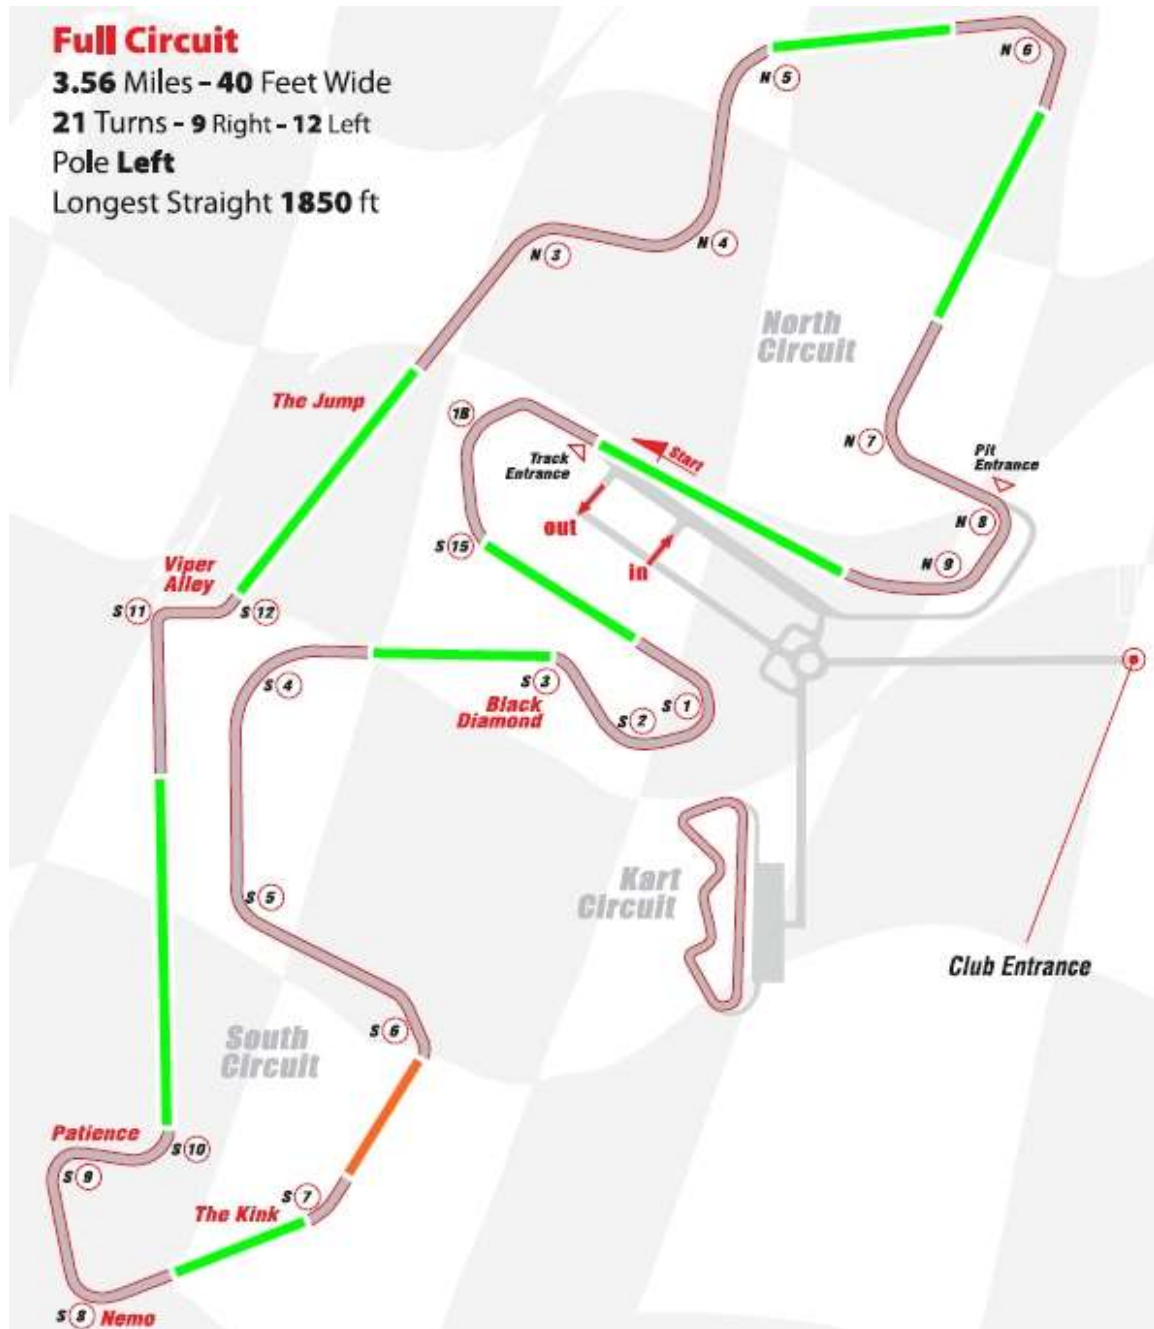 Full Circuit
3.56 Miles - 40 Feet Wide
21 Turns - 9 Right - 12 Left
Pole Left
Longest Straight 1850 ft
N 6
N 5
N 4
N 3
North
Circuit
The Jump
1B
Track
Entrance
Start
N 7
Pit
Entrance
N 8
out
in
N 9
S 15
Viper
Alley
S 11
S 12
S 4
S 3
Black
Diamond
S 2
S 1
Kart
Circuit
S 5
Club Entrance
S 6
South
Circuit
Patience
S 10
S 9
S 7
The Kink
S 8 Nemo